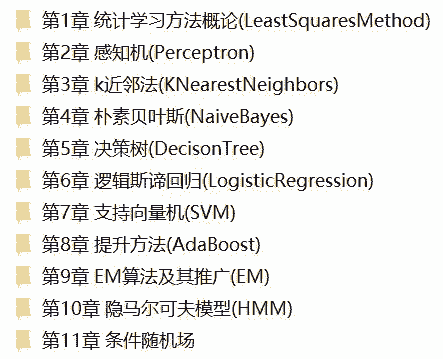 第1章 统计学习方法概论(LeastSquaresMethod)
第2章 感知机(Perceptron)
第3章 k近邻法(KNearestNeighbors)
第4章 朴素贝叶斯(NaiveBayes)
第5章 决策树(DecisonTree)
第6章 逻辑斯谛回归(LogisticRegression)
第7章 支持向量机(SVM)
第8章 提升方法(AdaBoost)
第9章 EM算法及其推广(EM)
第10章 隐马尔可夫模型(HMM)
第11章 条件随机场